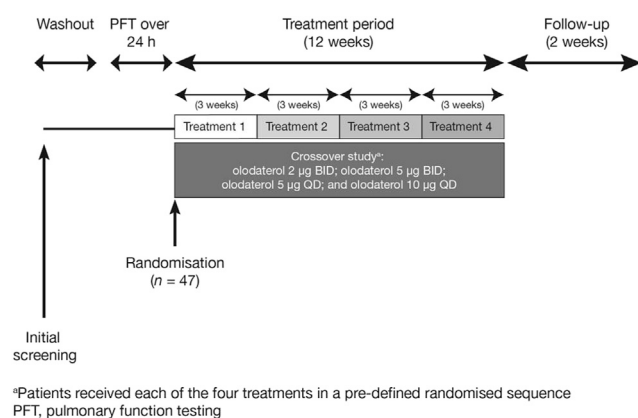 Washout
PFT over
24 h
Treatment period
(12 weeks)
Follow-up
(2 weeks)
(3 weeks)
(3 weeks)
(3 weeks)
(3 weeks)
Treatment 1
Treatment 2
Treatment 3
Treatment 4
Crossover studyᵃ:
olodaterol 2 µg BID; olodaterol 5 µg BID;
olodaterol 5 µg QD; and olodaterol 10 µg QD
Randomisation
(n = 47)
Initial
screening
ᵃPatients received each of the four treatments in a pre-defined randomised sequence
PFT, pulmonary function testing